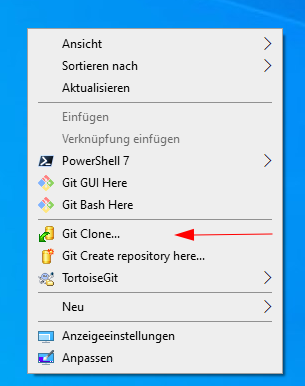 Ansicht
Sortieren nach
Aktualisieren
Einfügen
Verknüpfung einfügen
PowerShell 7
Git GUI Here
Git Bash Here
Git Clone...
Git Create repository here...
TortoiseGit
Neu
Anzeigeeinstellungen
Anpassen